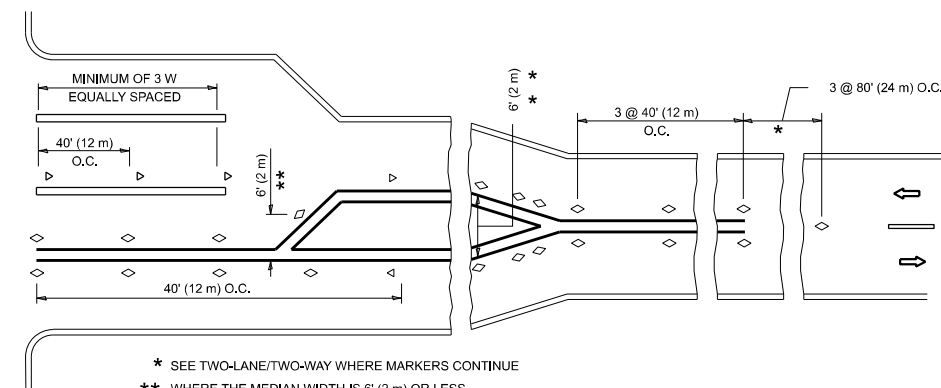 MINIMUM OF 3 W
EQUALLY SPACED
40' (12 m)
O.C.
6' (2 m)
**
40' (12 m) O.C.
6' (2 m) **
3 @ 40' (12 m)
O.C.
*
3 @ 80' (24 m) O.C.
* SEE TWO-LANE/TWO-WAY WHERE MARKERS CONTINUE
** WHERE THE MEDIAN WIDTH IS 6' (2 m) OR LESS